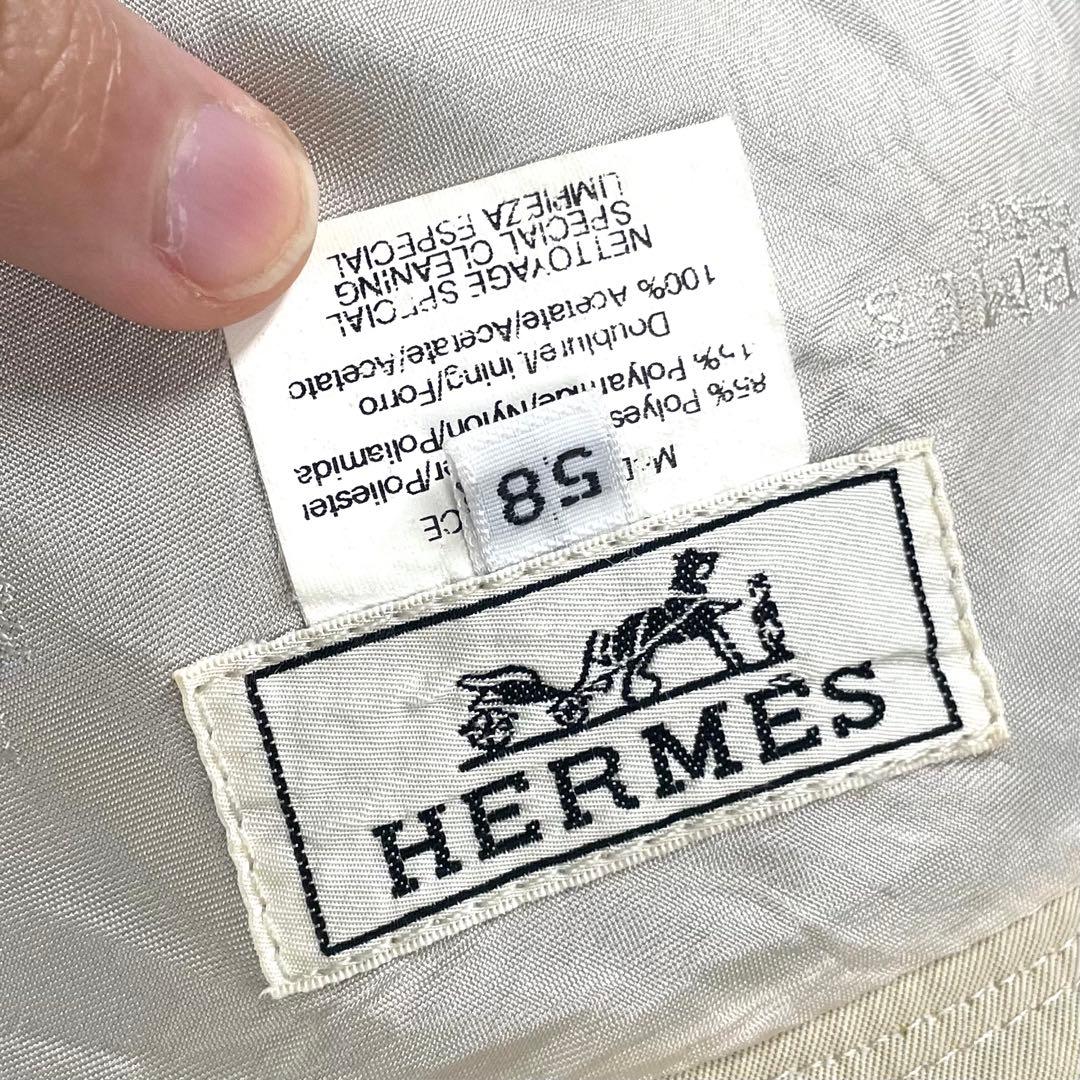 HERMÈS
58
85% Polyes er/Poliester
15% Polyamide/Nylon/Poliamida
Doublure/Lining/Forro
100% Acetate/Acetate/Acetato
NETTOYAGE SPECIAL
SPECIAL CLEANING
LIMPIEZA ESPECIAL